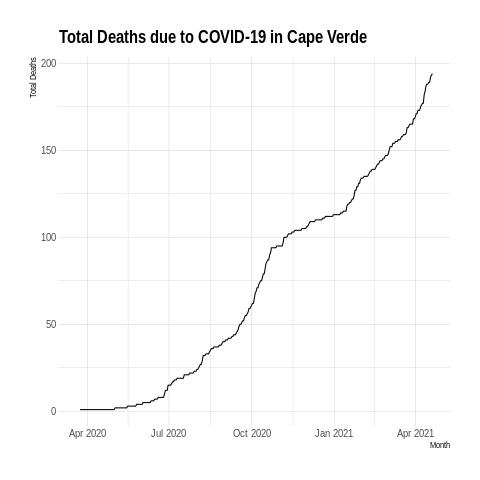 Total Deaths due to COVID-19 in Cape Verde
Total Deaths
200
150
100
50
0
Apr 2020 Jul 2020 Oct 2020 Jan 2021 Apr 2021
Month